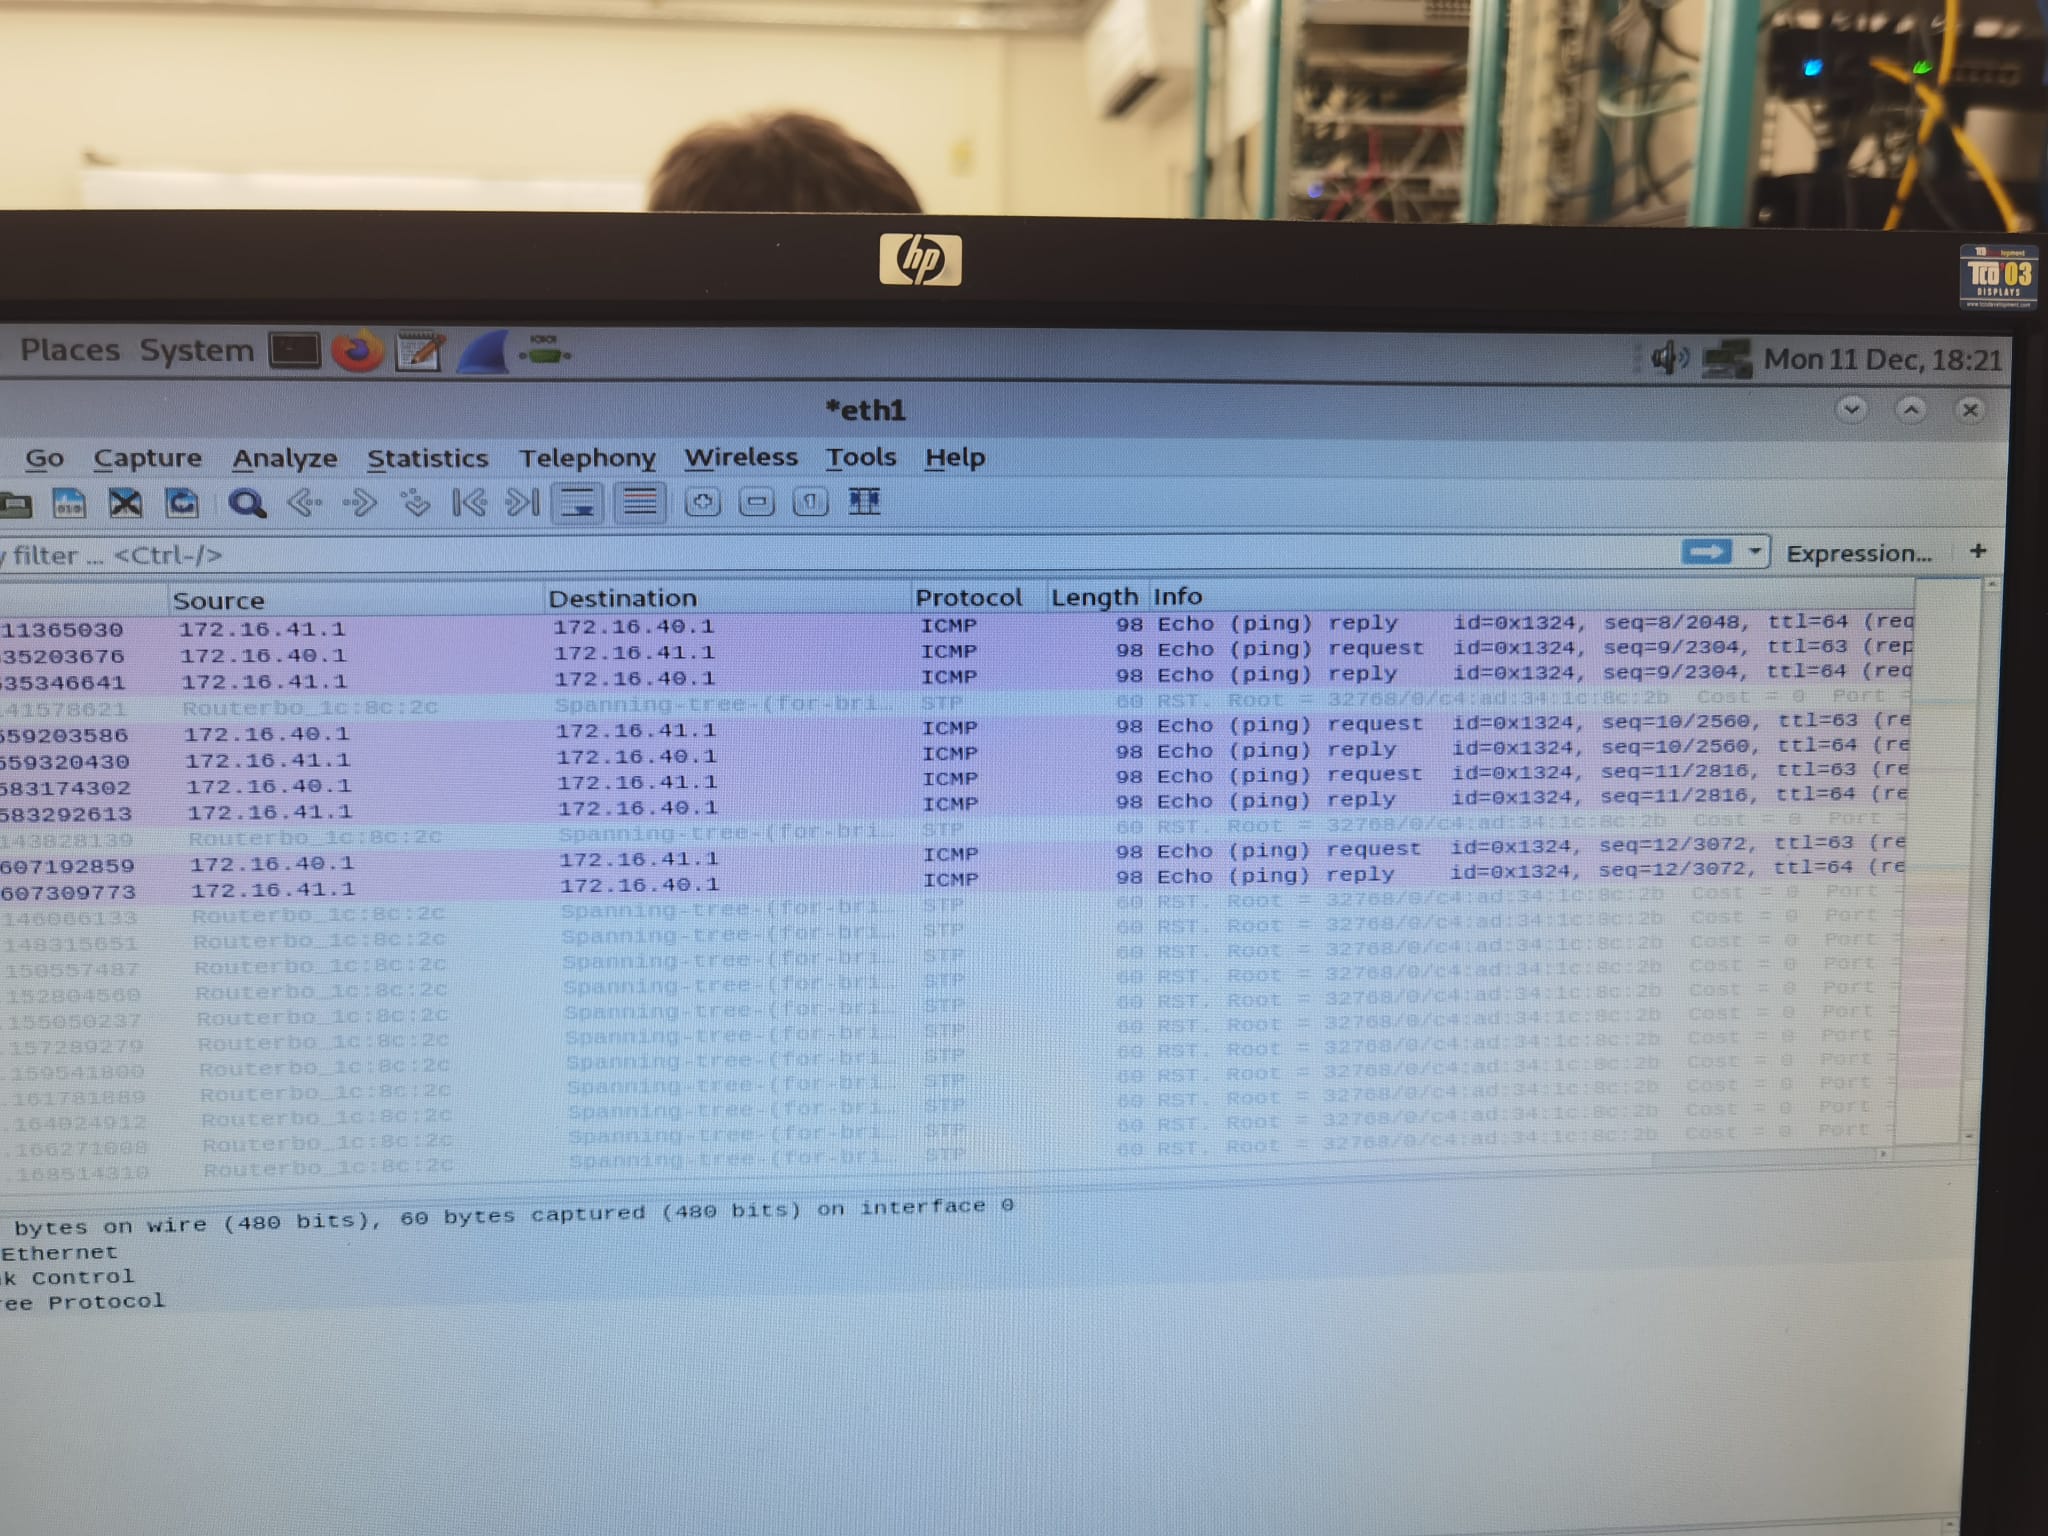 hp
TCO'03
DISPLAYS
www.tcodevelopment.com
Places System Mon 11 Dec, 18:21
*eth1
Go Capture Analyze Statistics Telephony Wireless Tools Help
filter ... <Ctrl-/> Expression... +
Source Destination Protocol Length Info
11365030 172.16.41.1 172.16.40.1 ICMP 98 Echo (ping) reply id=0x1324, seq=8/2048, ttl=64 (req
35203676 172.16.40.1 172.16.41.1 ICMP 98 Echo (ping) request id=0x1324, seq=9/2304, ttl=63 (rep
35346641 172.16.41.1 172.16.40.1 ICMP 98 Echo (ping) reply id=0x1324, seq=9/2304, ttl=64 (req
141578621 Routerbo_1c:8c:2c Spanning-tree-(for-bri… STP 60 RST. Root = 32768/0/c4:ad:34:1c:8c:2b Cost = 0 Port =
659203586 172.16.40.1 172.16.41.1 ICMP 98 Echo (ping) request id=0x1324, seq=10/2560, ttl=63 (re
659320430 172.16.41.1 172.16.40.1 ICMP 98 Echo (ping) reply id=0x1324, seq=10/2560, ttl=64 (re
583174302 172.16.40.1 172.16.41.1 ICMP 98 Echo (ping) request id=0x1324, seq=11/2816, ttl=63 (re
583292613 172.16.41.1 172.16.40.1 ICMP 98 Echo (ping) reply id=0x1324, seq=11/2816, ttl=64 (re
143828139 Routerbo_1c:8c:2c Spanning-tree-(for-bri… STP 60 RST. Root = 32768/0/c4:ad:34:1c:8c:2b Cost = 0 Port =
607192859 172.16.40.1 172.16.41.1 ICMP 98 Echo (ping) request id=0x1324, seq=12/3072, ttl=63 (re
607309773 172.16.41.1 172.16.40.1 ICMP 98 Echo (ping) reply id=0x1324, seq=12/3072, ttl=64 (re
146066133 Routerbo_1c:8c:2c Spanning-tree-(for-bri… STP 60 RST. Root = 32768/0/c4:ad:34:1c:8c:2b Cost = 0 Port =
148315651 Routerbo_1c:8c:2c Spanning-tree-(for-bri… STP 60 RST. Root = 32768/0/c4:ad:34:1c:8c:2b Cost = 0 Port =
150557487 Routerbo_1c:8c:2c Spanning-tree-(for-bri… STP 60 RST. Root = 32768/0/c4:ad:34:1c:8c:2b Cost = 0 Port =
.152804560 Routerbo_1c:8c:2c Spanning-tree-(for-bri… STP 60 RST. Root = 32768/0/c4:ad:34:1c:8c:2b Cost = 0 Port =
.155050237 Routerbo_1c:8c:2c Spanning-tree-(for-bri… STP 60 RST. Root = 32768/0/c4:ad:34:1c:8c:2b Cost = 0 Port =
.157289279 Routerbo_1c:8c:2c Spanning-tree-(for-bri… STP 60 RST. Root = 32768/0/c4:ad:34:1c:8c:2b Cost = 0 Port =
.159541800 Routerbo_1c:8c:2c Spanning-tree-(for-bri… STP 60 RST. Root = 32768/0/c4:ad:34:1c:8c:2b Cost = 0 Port =
.161781889 Routerbo_1c:8c:2c Spanning-tree-(for-bri… STP 60 RST. Root = 32768/0/c4:ad:34:1c:8c:2b Cost = 0 Port =
.164024912 Routerbo_1c:8c:2c Spanning-tree-(for-bri… STP 60 RST. Root = 32768/0/c4:ad:34:1c:8c:2b Cost = 0 Port =
.166271008 Routerbo_1c:8c:2c Spanning-tree-(for-bri… STP 60 RST. Root = 32768/0/c4:ad:34:1c:8c:2b Cost = 0 Port =
.168514310 Routerbo_1c:8c:2c Spanning-tree-(for-bri… STP 60 RST. Root = 32768/0/c4:ad:34:1c:8c:2b Cost = 0 Port =
bytes on wire (480 bits), 60 bytes captured (480 bits) on interface 0
Ethernet
k Control
ree Protocol